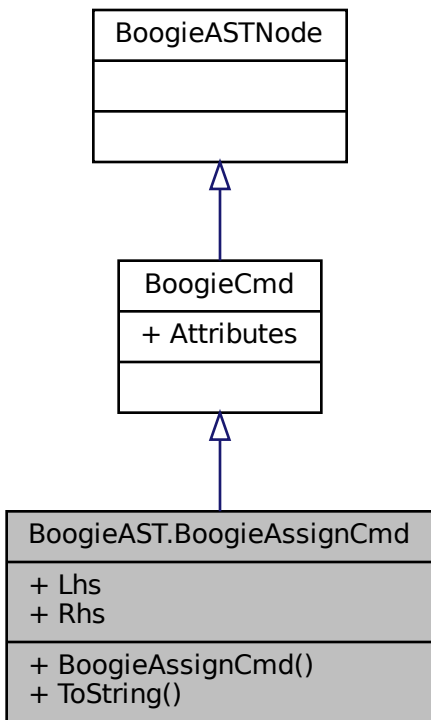 BoogieASTNode
BoogieCmd
+ Attributes
BoogieAST.BoogieAssignCmd
+ Lhs
+ Rhs
+ BoogieAssignCmd()
+ ToString()